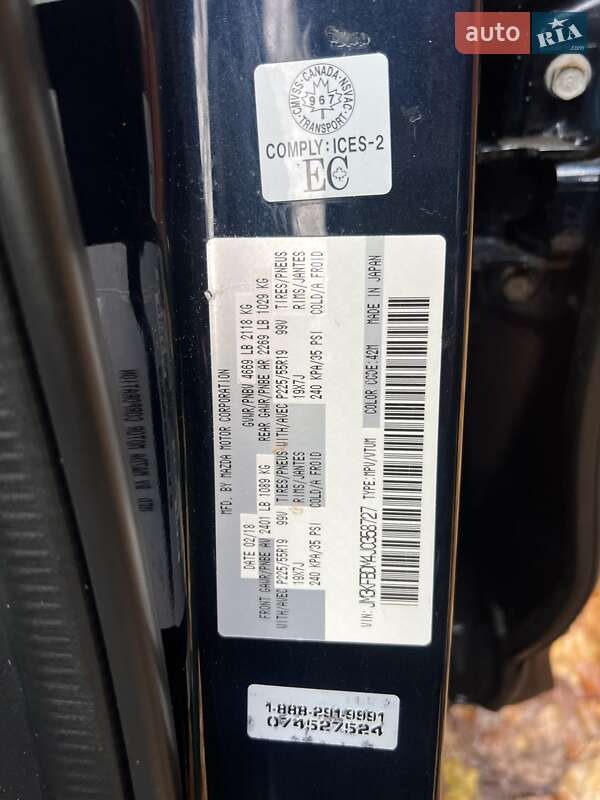 auto RIA
.com
CMVSS · CANADA · NSVAC
967
TRANSPORT
COMPLY: ICES-2
EC
MFD. BY MAZDA MOTOR CORPORATION
DATE 02/18
GVWR/PNBV 4669 LB 2118 KG
FRONT GAWR/PNBE AV 2401 LB 1089 KG
REAR GAWR/PNBE AR 2269 LB 1029 KG
WITH/AVEC P225/55R19 99V TIRES/PNEUS
WITH/AVEC P225/55R19 99V TIRES/PNEUS
19X7J RIMS/JANTES
19X7J RIMS/JANTES
240 KPA/35 PSI COLD/A FROID
240 KPA/35 PSI COLD/A FROID
VIN: JM3KFBDM4J0358727 TYPE:MPV/VTUM
COLOR CODE:42M MADE IN JAPAN
1-888-291-9991
074527524